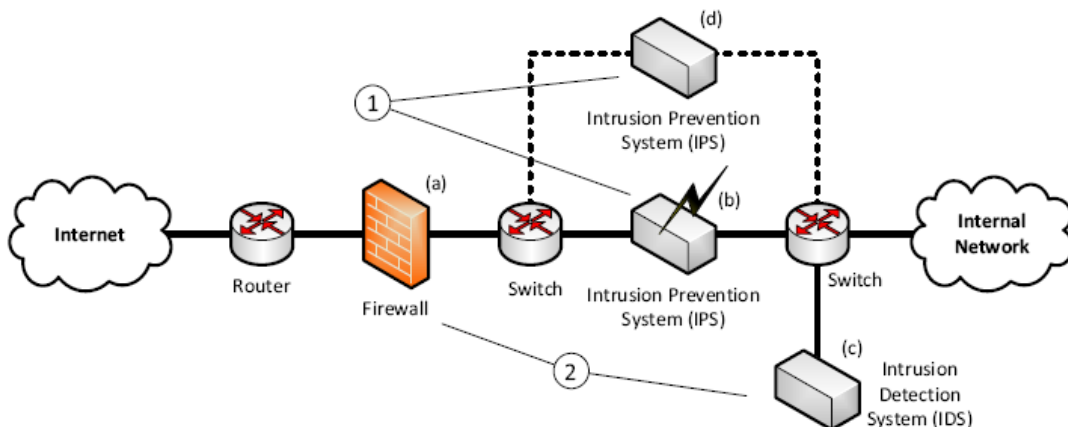 (d)
1
Intrusion Prevention
System (IPS)
(a)
(b)
Internet
Internal
Network
Router
Switch
Switch
Firewall
Intrusion Prevention
System (IPS)
(c)
2
Intrusion
Detection
System (IDS)